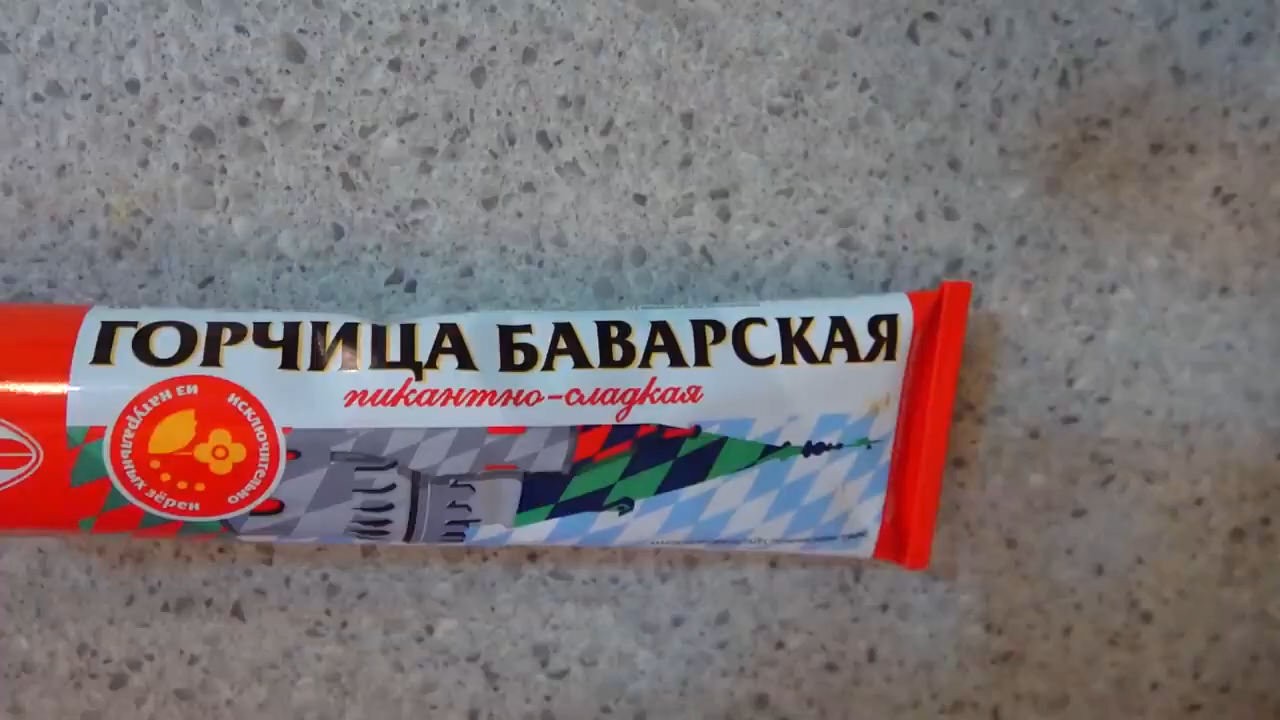 ГОРЧИЦА БАВАРСКАЯ
пикантно-сладкая
исключительно
из натуральных зёрен